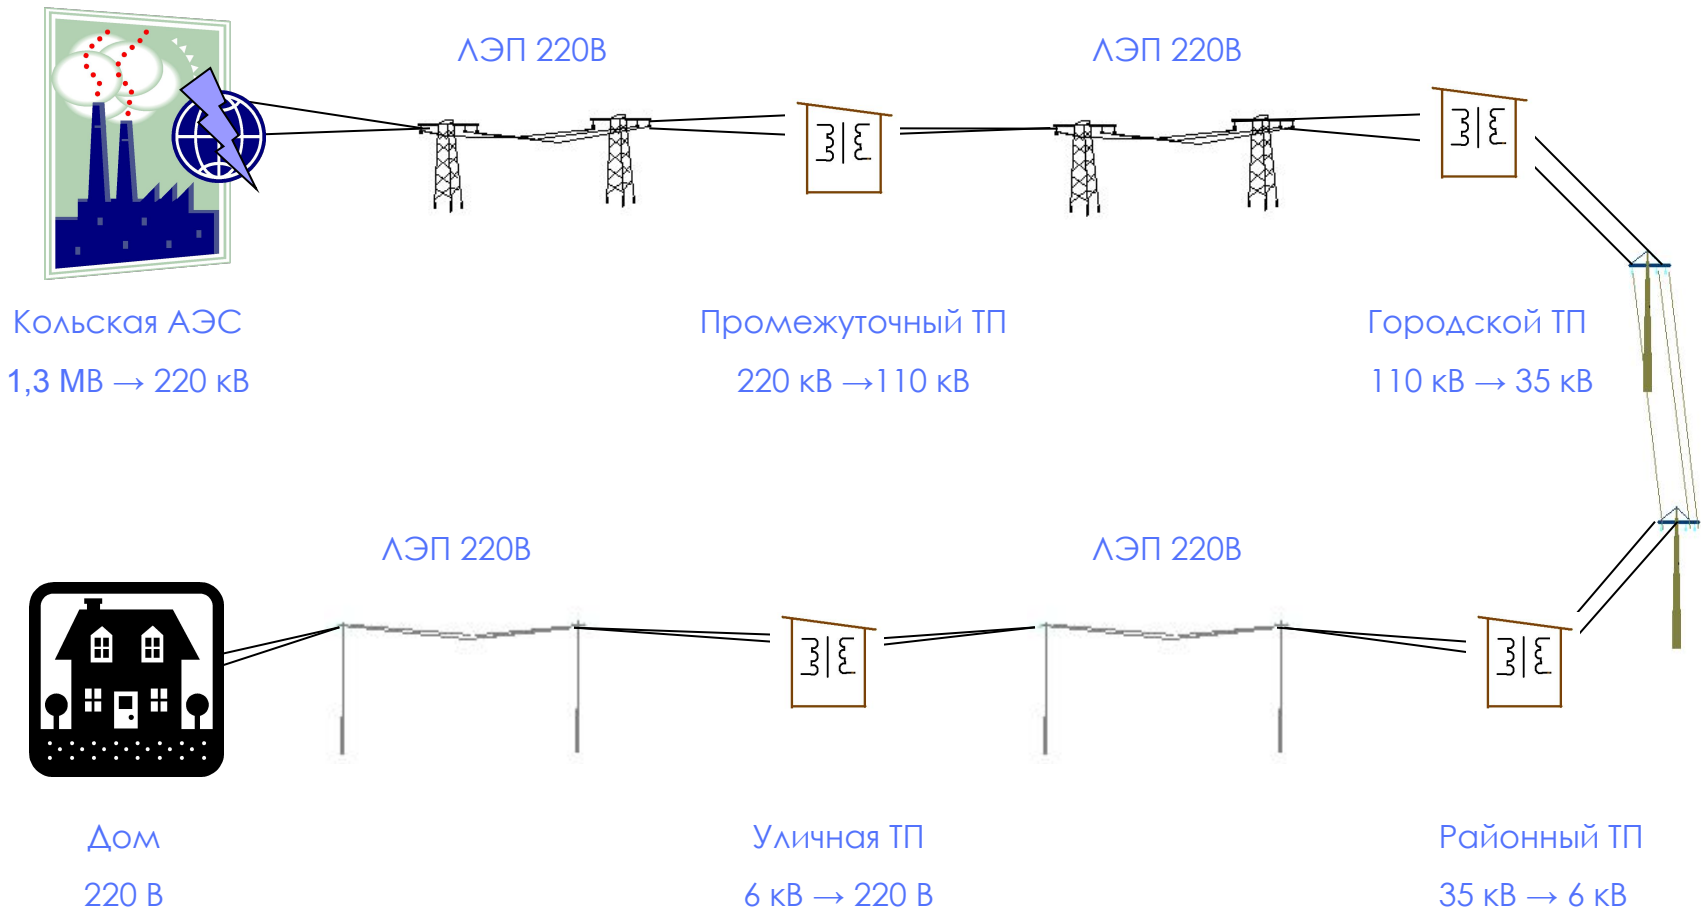 ЛЭП 220В
ЛЭП 220В
Кольская АЭС
1,3 МВ → 220 кВ
Промежуточный ТП
220 кВ →110 кВ
Городской ТП
110 кВ → 35 кВ
ЛЭП 220В
ЛЭП 220В
Дом
220 В
Уличная ТП
6 кВ → 220 В
Районный ТП
35 кВ → 6 кВ